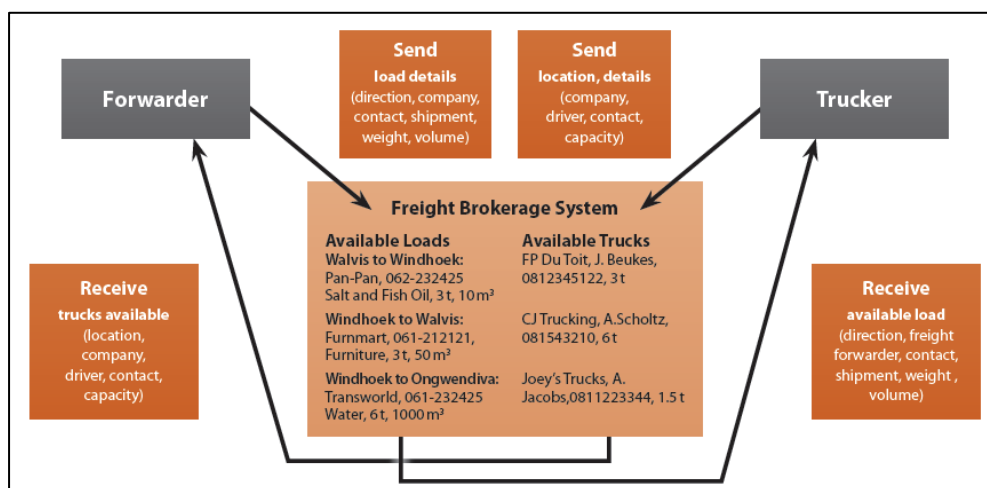 Forwarder
Send
load details
(direction, company,
contact, shipment,
weight, volume)
Send
location, details
(company,
driver, contact,
capacity)
Trucker
Freight Brokerage System
Available Loads
Walvis to Windhoek:
Pan-Pan, 062-232425
Salt and Fish Oil, 3 t, 10 m³
Windhoek to Walvis:
Furnmart, 061-212121,
Furniture, 3 t, 50 m³
Windhoek to Ongwendiva:
Transworld, 061-232425
Water, 6 t, 1000 m³
Available Trucks
FP Du Toit, J. Beukes,
0812345122, 3 t
CJ Trucking, A.Scholtz,
081543210, 6 t
Joey's Trucks, A.
Jacobs,0811223344, 1.5 t
Receive
trucks available
(location,
company,
driver, contact,
capacity)
Receive
available load
(direction, freight
forwarder, contact,
shipment, weight ,
volume)